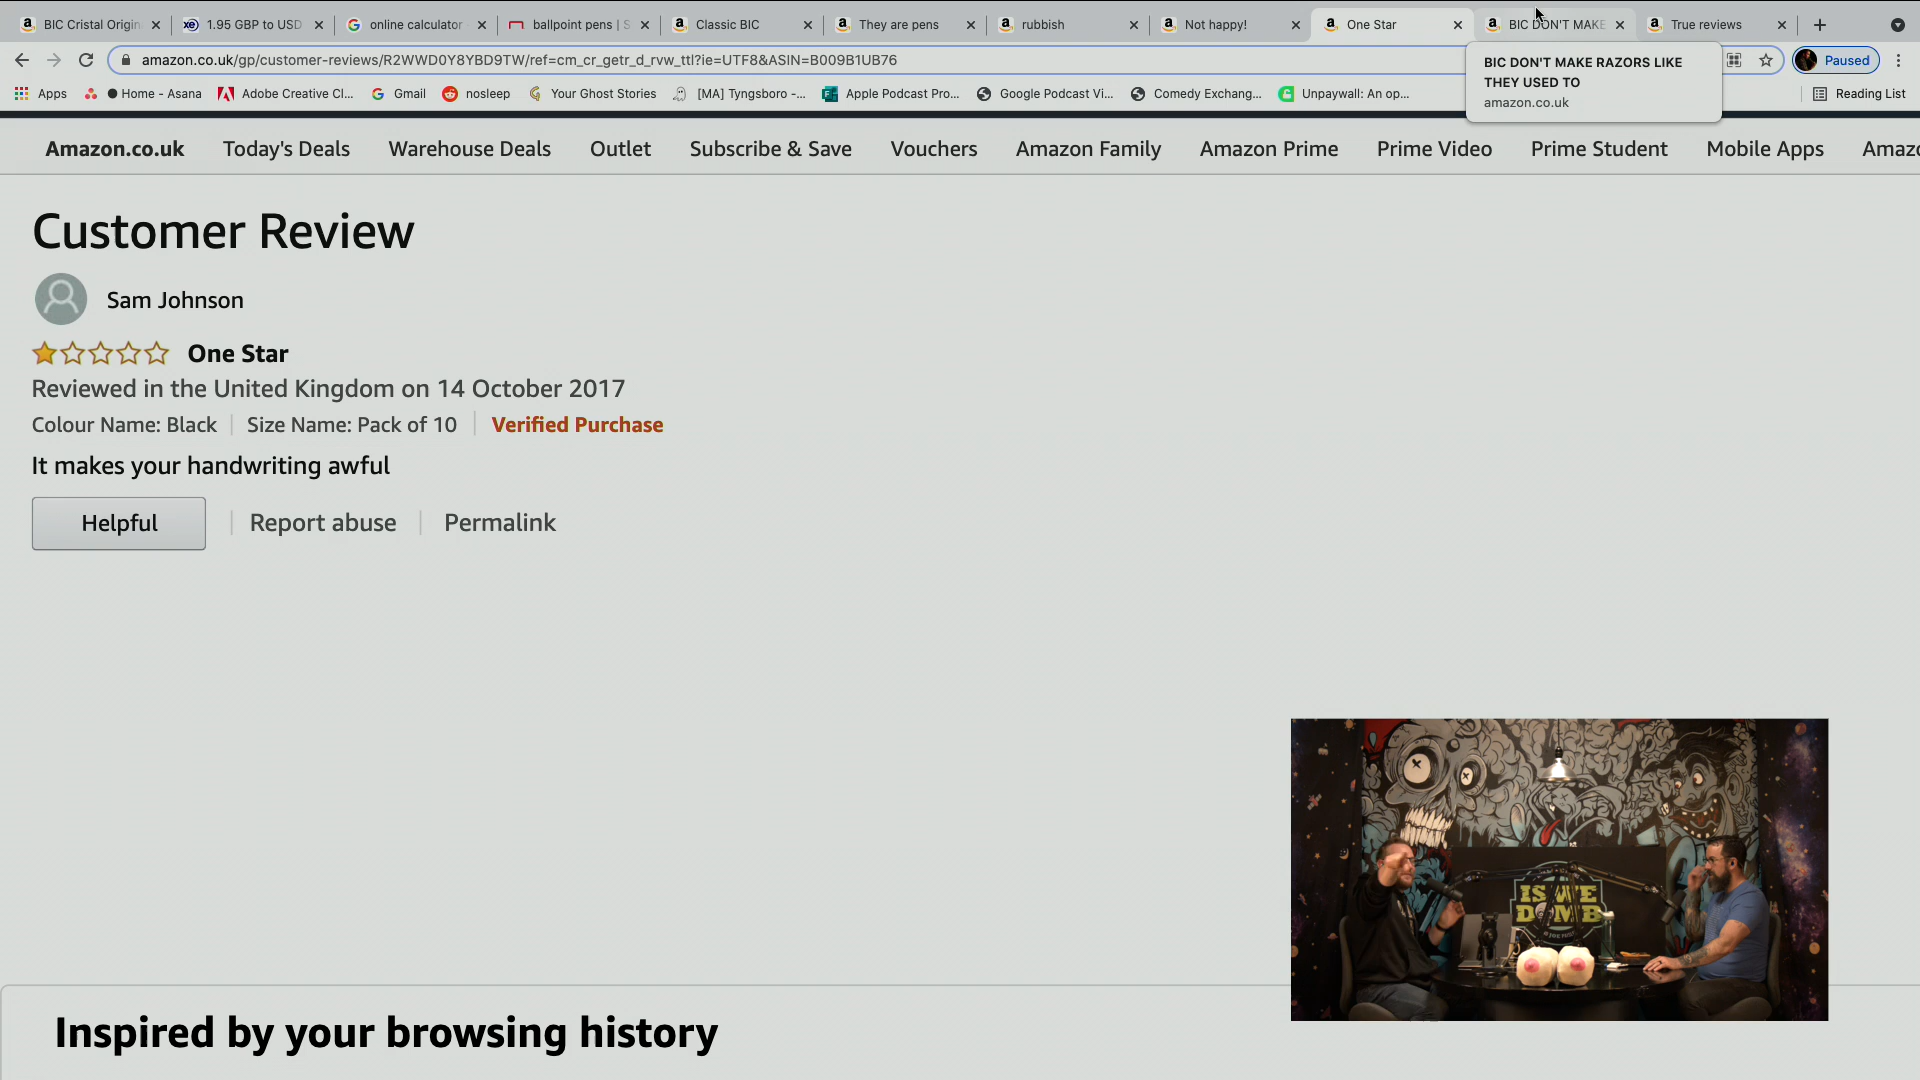 BIC Cristal Origin
1.95 GBP to USD
online calculator
ballpoint pens | S
Classic BIC
They are pens
rubbish
Not happy!
One Star
BIC DON'T MAKE
True reviews
amazon.co.uk/gp/customer-reviews/R2WWD0Y8YBD9TW/ref=cm_cr_getr_d_rvw_ttl?ie=UTF8&ASIN=B009B1UB76
Paused
BIC DON'T MAKE RAZORS LIKE
THEY USED TO
amazon.co.uk
Apps
Home - Asana
Adobe Creative Cl...
Gmail
nosleep
Your Ghost Stories
[MA] Tyngsboro -...
Apple Podcast Pro...
Google Podcast Vi...
Comedy Exchang...
Unpaywall: An op...
Reading List
Amazon.co.uk
Today's Deals
Warehouse Deals
Outlet
Subscribe & Save
Vouchers
Amazon Family
Amazon Prime
Prime Video
Prime Student
Mobile Apps
Amazo
Customer Review
Sam Johnson
One Star
Reviewed in the United Kingdom on 14 October 2017
Colour Name: Black | Size Name: Pack of 10 | Verified Purchase
It makes your handwriting awful
Helpful
Report abuse
Permalink
Inspired by your browsing history
IS WE
DUMB